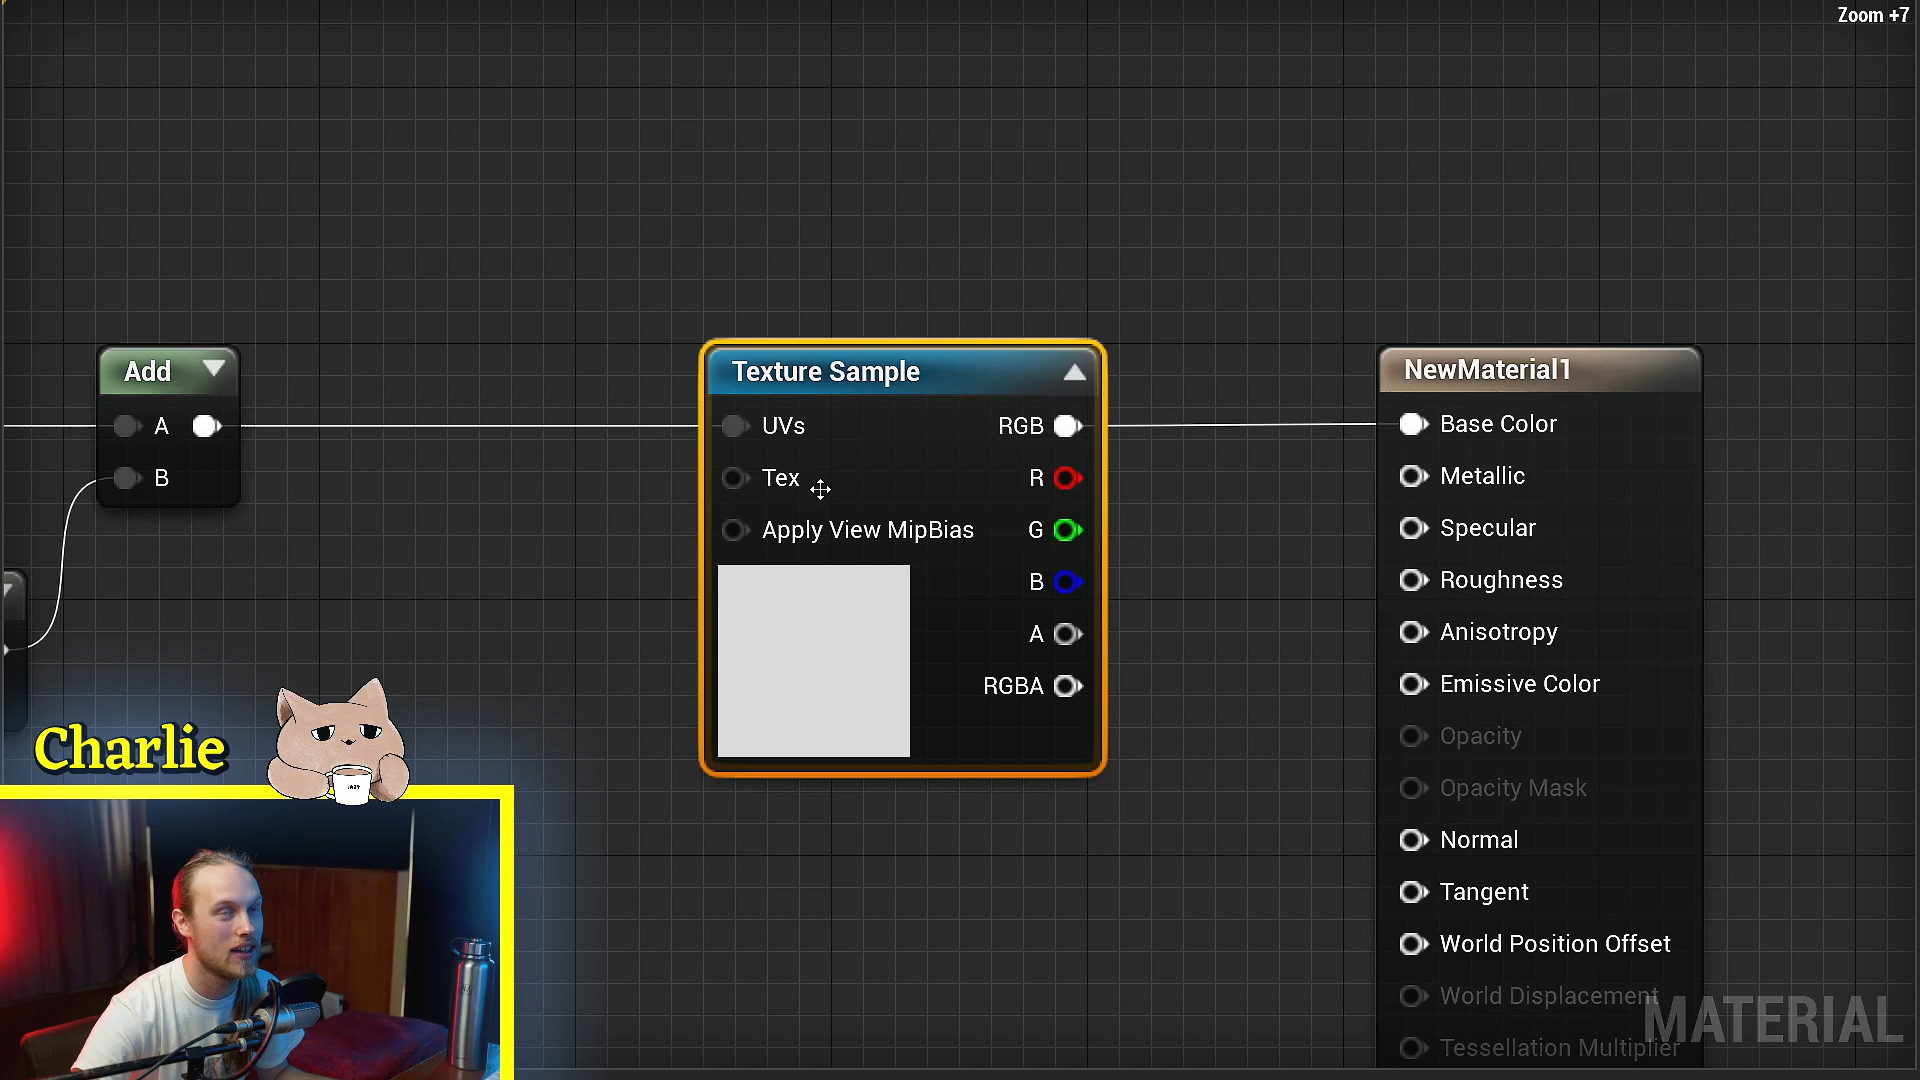 Zoom +7
Add
A
B
Texture Sample
UVs RGB
Tex R
Apply View MipBias G
B
A
RGBA
NewMaterial1
Base Color
Metallic
Specular
Roughness
Anisotropy
Emissive Color
Opacity
Opacity Mask
Normal
Tangent
World Position Offset
World Displacement
Tessellation Multiplier
MATERIAL
Charlie